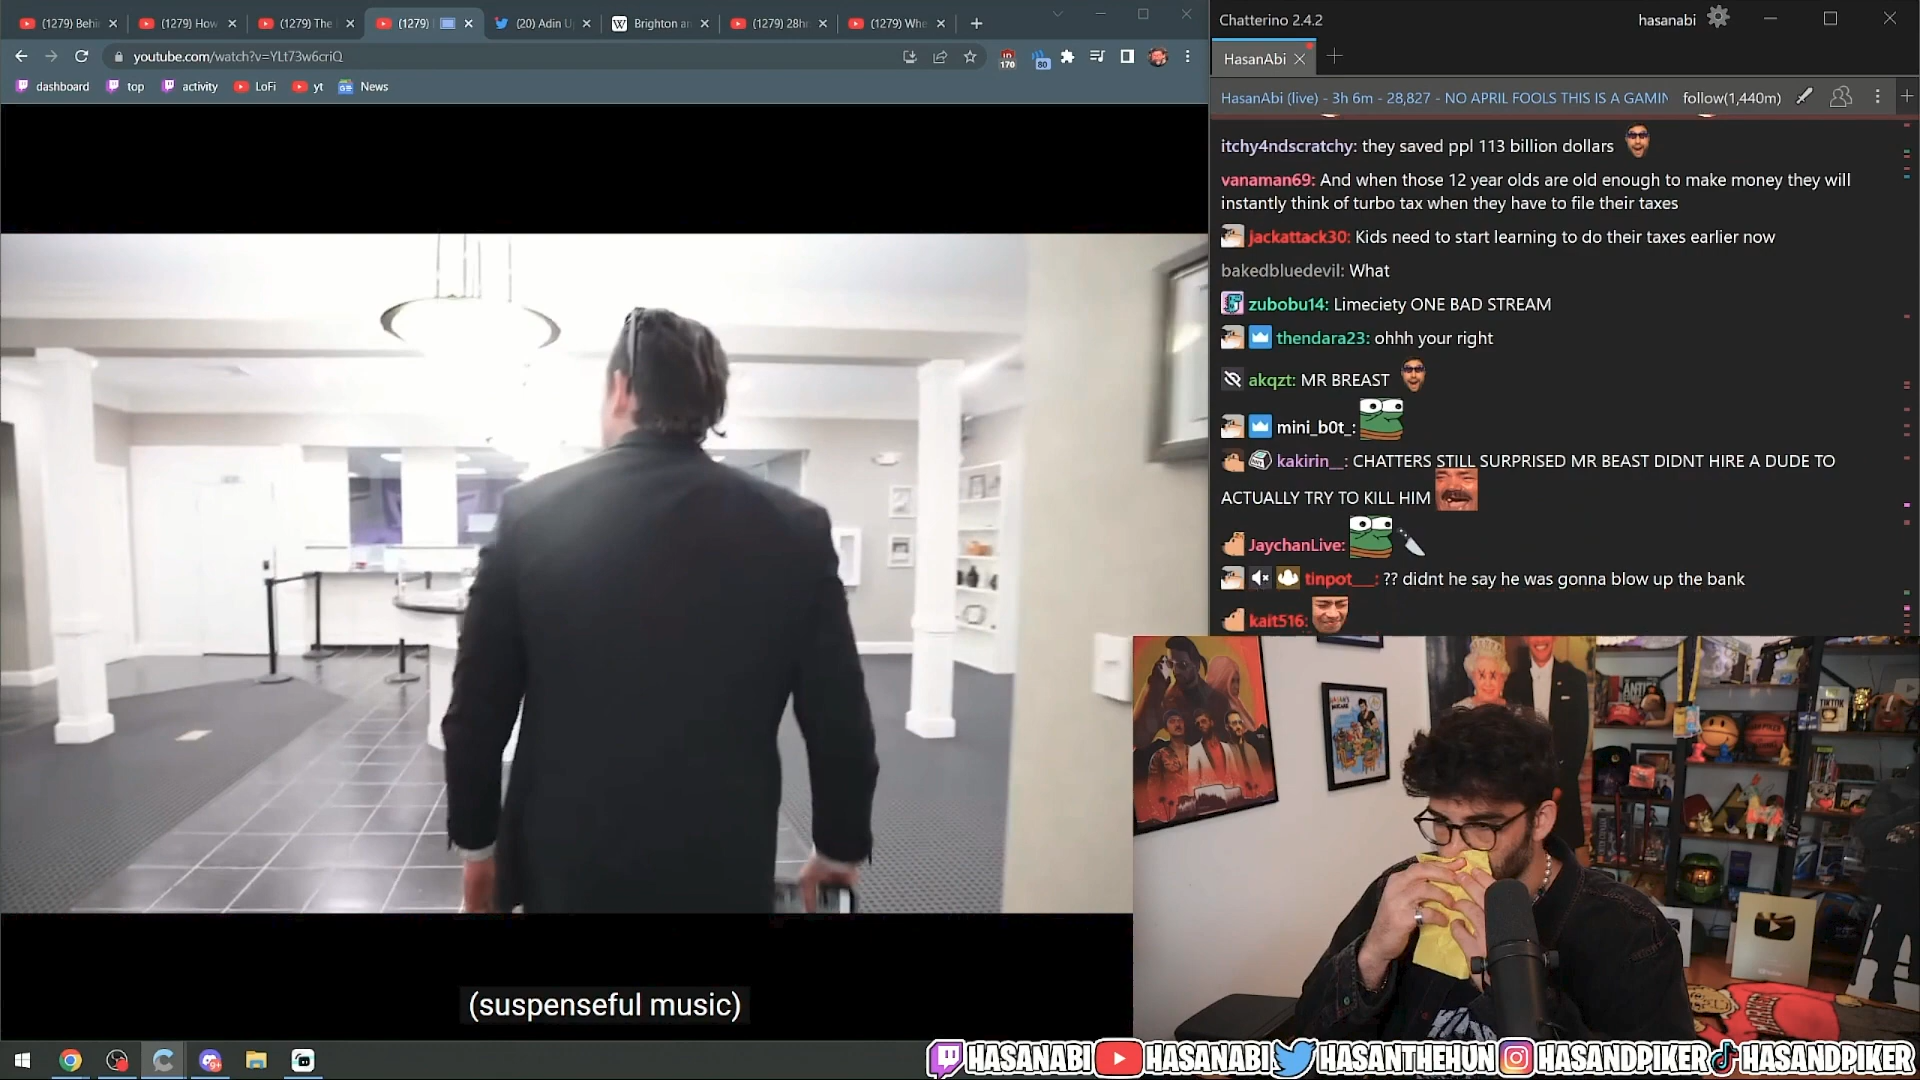 (1279) Behi
(1279) How
(1279) The
(1279)
(20) Adin U
Brighton an
(1279) 28hr
(1279) Whe
youtube.com/watch?v=YLt73w6criQ
170
80
dashboard
top
activity
LoFi
yt
News
Chatterino 2.4.2
hasanabi
HasanAbi
HasanAbi (live) - 3h 6m - 28,827 - NO APRIL FOOLS THIS IS A GAMIN
follow(1,440m)
itchy4ndscratchy: they saved ppl 113 billion dollars
vanaman69: And when those 12 year olds are old enough to make money they will
instantly think of turbo tax when they have to file their taxes
jackattack30: Kids need to start learning to do their taxes earlier now
bakedbluedevil: What
zubobu14: Limeciety ONE BAD STREAM
thendara23: ohhh your right
akqzt: MR BREAST
mini_b0t_:
kakirin__: CHATTERS STILL SURPRISED MR BEAST DIDNT HIRE A DUDE TO
ACTUALLY TRY TO KILL HIM
JaychanLive:
tinpot___: ?? didnt he say he was gonna blow up the bank
kait516:
(suspenseful music)
HASANABI
HASANABI
HASANTHEHUN
HASANDPIKER
HASANDPIKER